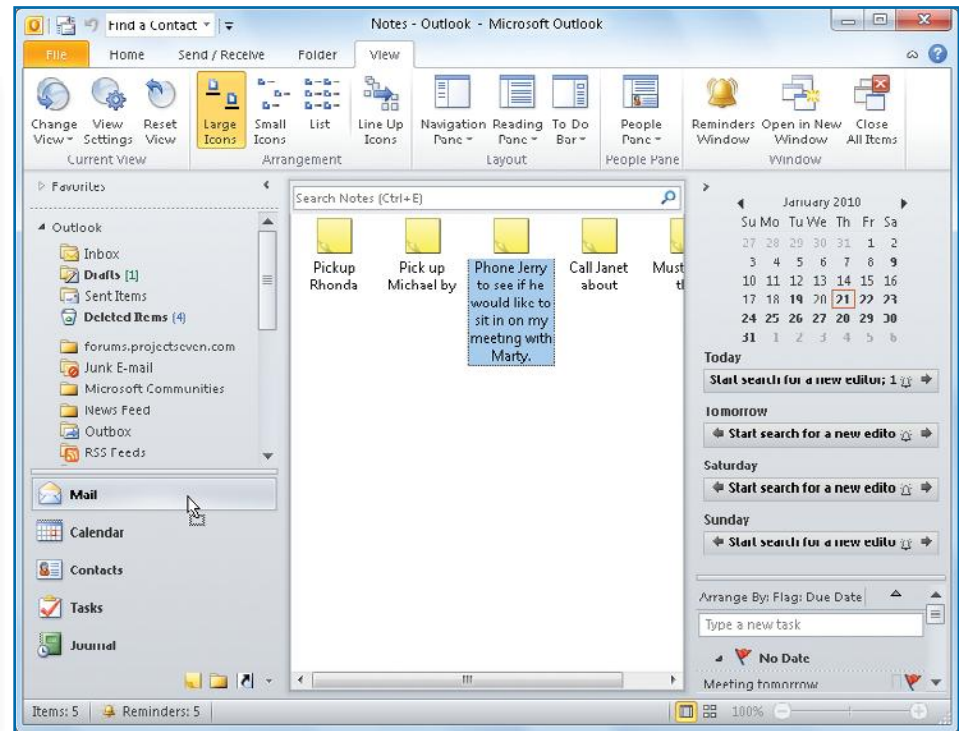 Find a Contact
Notes - Outlook - Microsoft Outlook
File Home Send / Receive Folder View
Change View View Settings Reset View Large Icons Small Icons List Line Up Icons Navigation Pane Reading Pane To-Do Bar People Pane Reminders Window Open in New Window Close All Items
Current View Arrangement Layout People Pane Window
Favorites
Outlook
Inbox
Drafts [1]
Sent Items
Deleted Items (4)
forums.projectseven.com
Junk E-mail
Microsoft Communities
News Feed
Outbox
RSS Feeds
Mail
Calendar
Contacts
Tasks
Journal
Search Notes (Ctrl+E)
Pickup
Rhonda
Pick up
Michael by
Phone Jerry
to see if he
would like to
sit in on my
meeting with
Marty.
Call Janet
about
Must
January 2010
Su Mo Tu We Th Fr Sa
27 28 29 30 31 1 2
3 4 5 6 7 8 9
10 11 12 13 14 15 16
17 18 19 20 21 22 23
24 25 26 27 28 29 30
31 1 2 3 4 5 6
Today
Start search for a new editor; 1
Tomorrow
Start search for a new edito
Saturday
Start search for a new edito
Sunday
Start search for a new edito
Arrange By: Flag: Due Date
Type a new task
No Date
Meeting tomorrow
Items: 5 Reminders: 5 100%